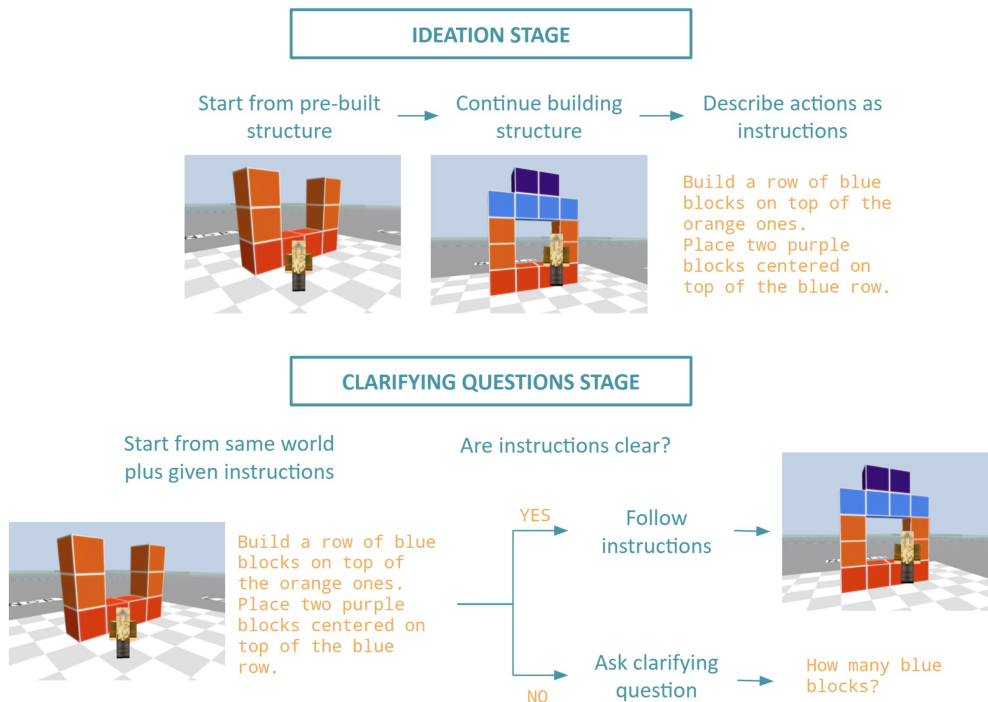 IDEATION STAGE
Start from pre-built
structure
Continue building
structure
Describe actions as
instructions
Build a row of blue
blocks on top of the
orange ones.
Place two purple
blocks centered on
top of the blue row.
CLARIFYING QUESTIONS STAGE
Start from same world
plus given instructions
Are instructions clear?
Build a row of blue
blocks on top of
the orange ones.
Place two purple
blocks centered on
top of the blue
row.
YES
Follow
instructions
NO
Ask clarifying
question
How many blue
blocks?